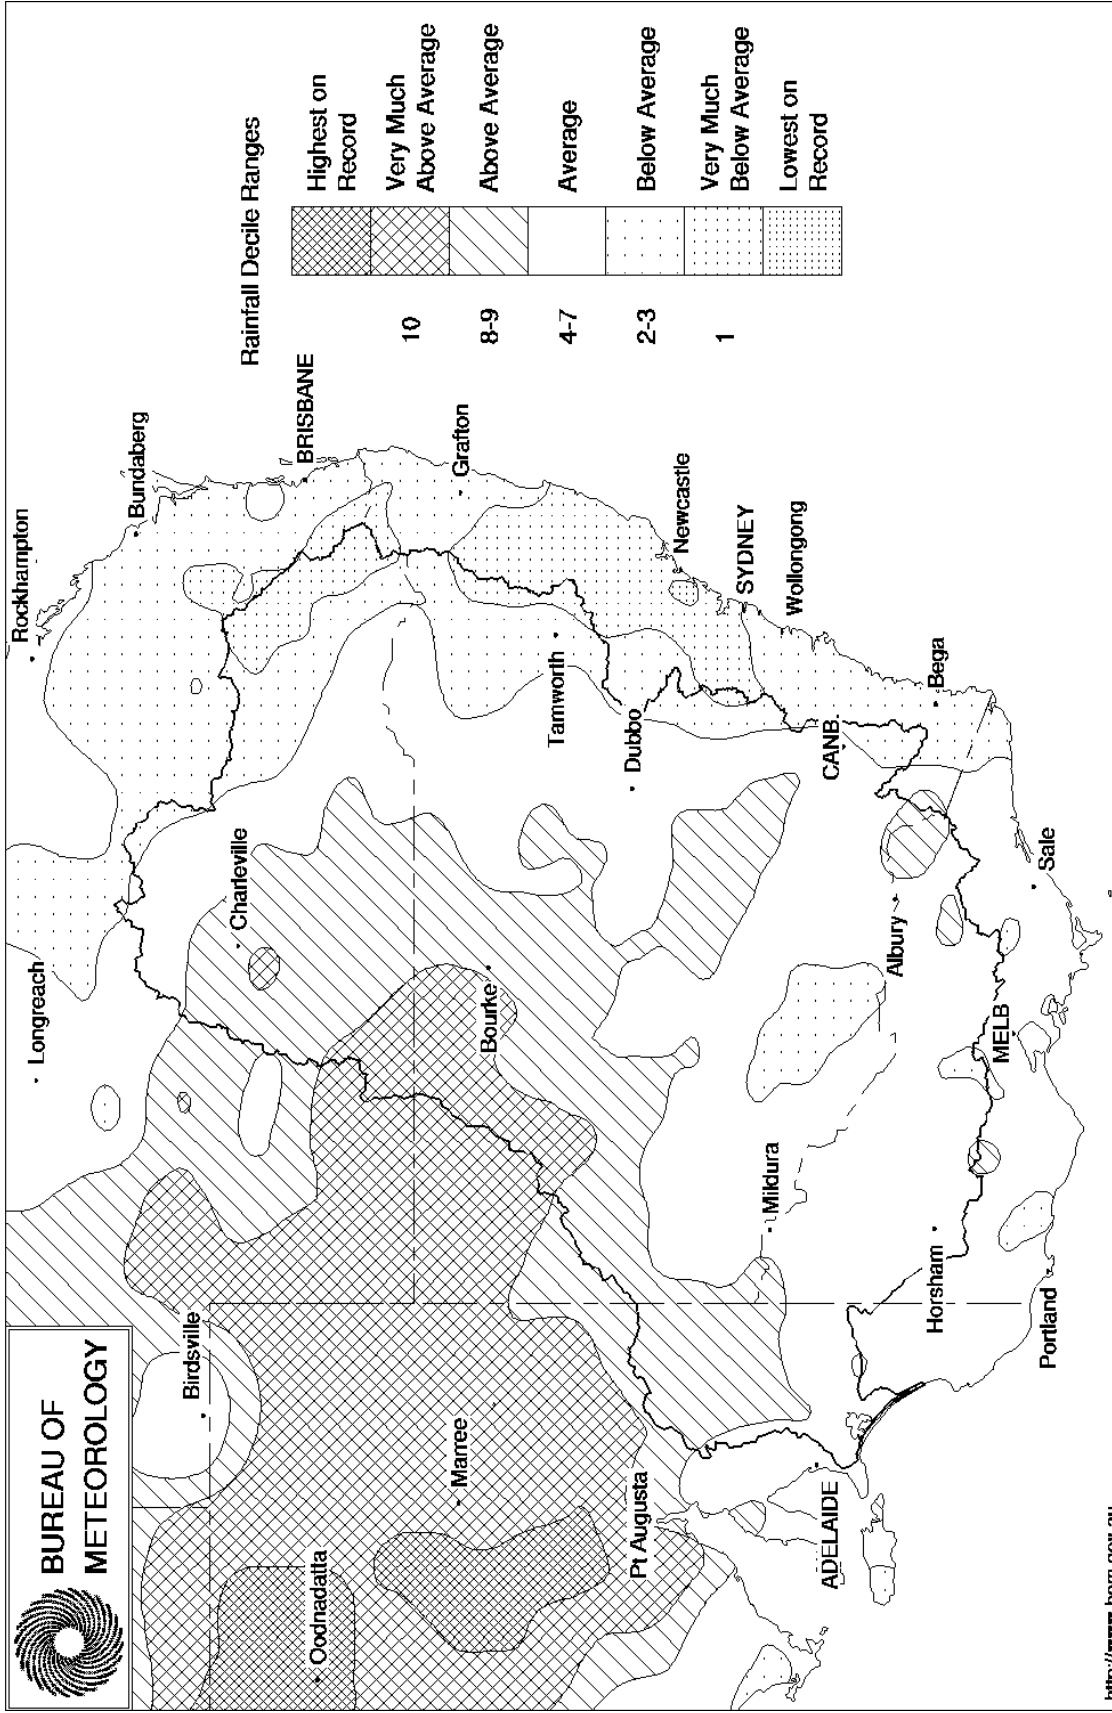 BUREAU OF
METEOROLOGY
Rainfall Decile Ranges
Highest on
Record
10
Very Much
Above Average
8-9
Above Average
4-7
Average
2-3
Below Average
1
Very Much
Below Average
Lowest on
Record
Longreach
Rockhampton
Bundaberg
Birdsville
Charleville
BRISBANE
Oodnadatta
Marree
Bourke
Grafton
Tamworth
Pt Augusta
Dubbo
Newcastle
SYDNEY
Mildura
Wollongong
ADELAIDE
CANB.
Albury
Horsham
Bega
MELB
Portland
Sale